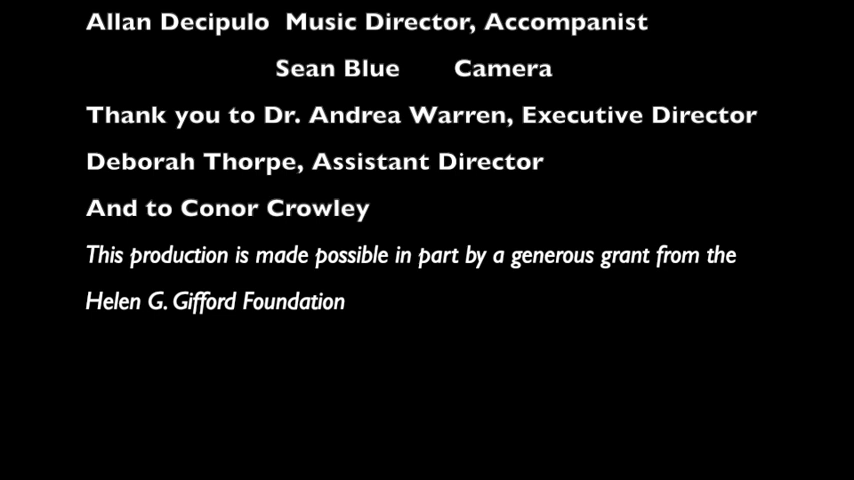 Allan Decipulo Music Director, Accompanist
Sean Blue Camera
Thank you to Dr. Andrea Warren, Executive Director
Deborah Thorpe, Assistant Director
And to Conor Crowley
This production is made possible in part by a generous grant from the
Helen G. Gifford Foundation